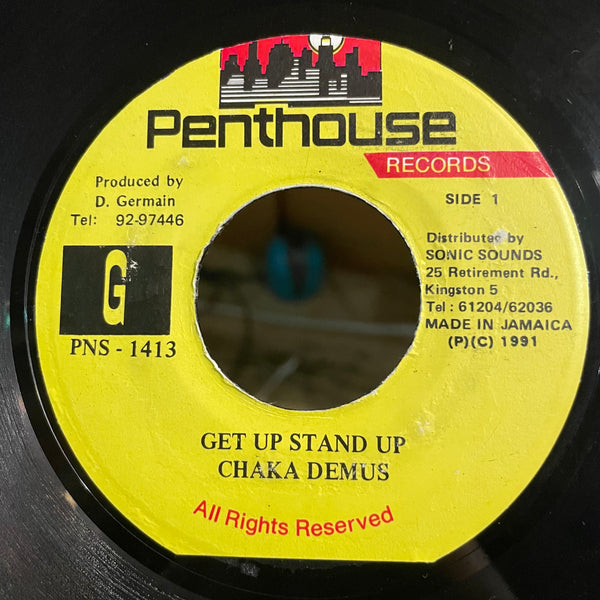 Penthouse
RECORDS
Produced by
D. Germain
Tel: 92-97446
SIDE 1
G
PNS - 1413
Distributed by
SONIC SOUNDS
25 Retirement Rd.,
Kingston 5
Tel : 61204/62036
MADE IN JAMAICA
(P)(C) 1991
GET UP STAND UP
CHAKA DEMUS
All Rights Reserved